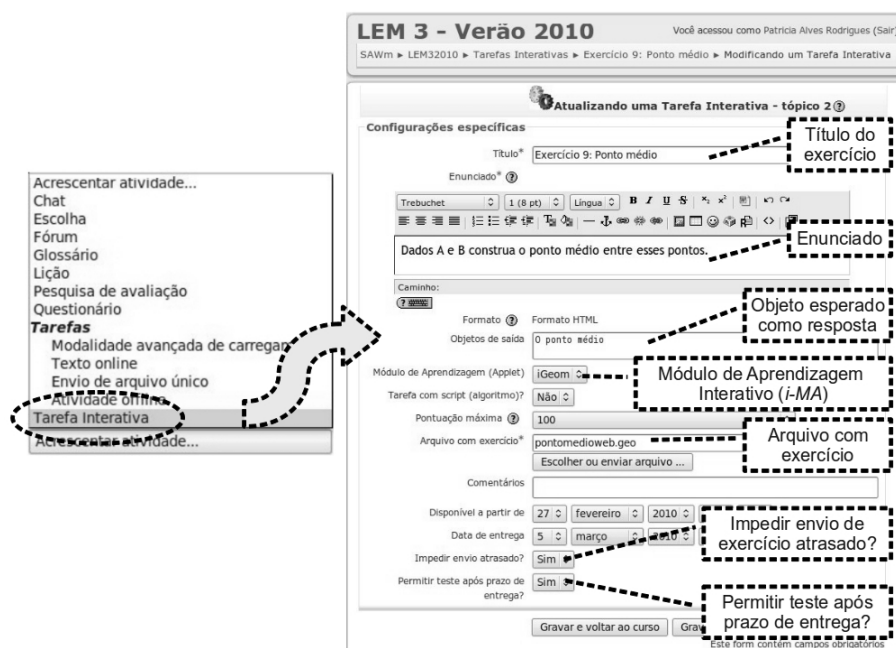 LEM 3 - Verão 2010
Você acessou como Patricia Alves Rodrigues (Sair)
SAWm ► LEM32010 ► Tarefas Interativas ► Exercício 9: Ponto médio ► Modificando um Tarefa Interativa
Atualizando uma Tarefa Interativa - tópico 2
Configurações específicas
Título* Exercício 9: Ponto médio
Título do
exercício
Enunciado*
Trebuchet 1 (8 pt) Língua B I U S
Dados A e B construa o ponto médio entre esses pontos.
Enunciado
Caminho:
Formato Formato HTML
Objetos de saída O ponto médio
Objeto esperado
como resposta
Módulo de Aprendizagem (Applet) iGeom
Módulo de Aprendizagem
Interativo (i-MA)
Tarefa com script (algoritmo)? Não
Pontuação máxima 100
Arquivo com exercício* pontomedioweb.geo
Escolher ou enviar arquivo ...
Arquivo com
exercício
Comentários
Disponível a partir de 27 fevereiro 2010
Data de entrega 5 março 2010
Impedir envio de
exercício atrasado?
Impedir envio atrasado? Sim
Permitir teste após prazo de
entrega? Sim
Permitir teste após
prazo de entrega?
Gravar e voltar ao curso
Este form contém campos obrigatórios
Acrescentar atividade...
Chat
Escolha
Fórum
Glossário
Lição
Pesquisa de avaliação
Questionário
Tarefas
Modalidade avançada de carregam
Texto online
Envio de arquivo único
Atividade offline
Tarefa Interativa
Acrescentar atividade...